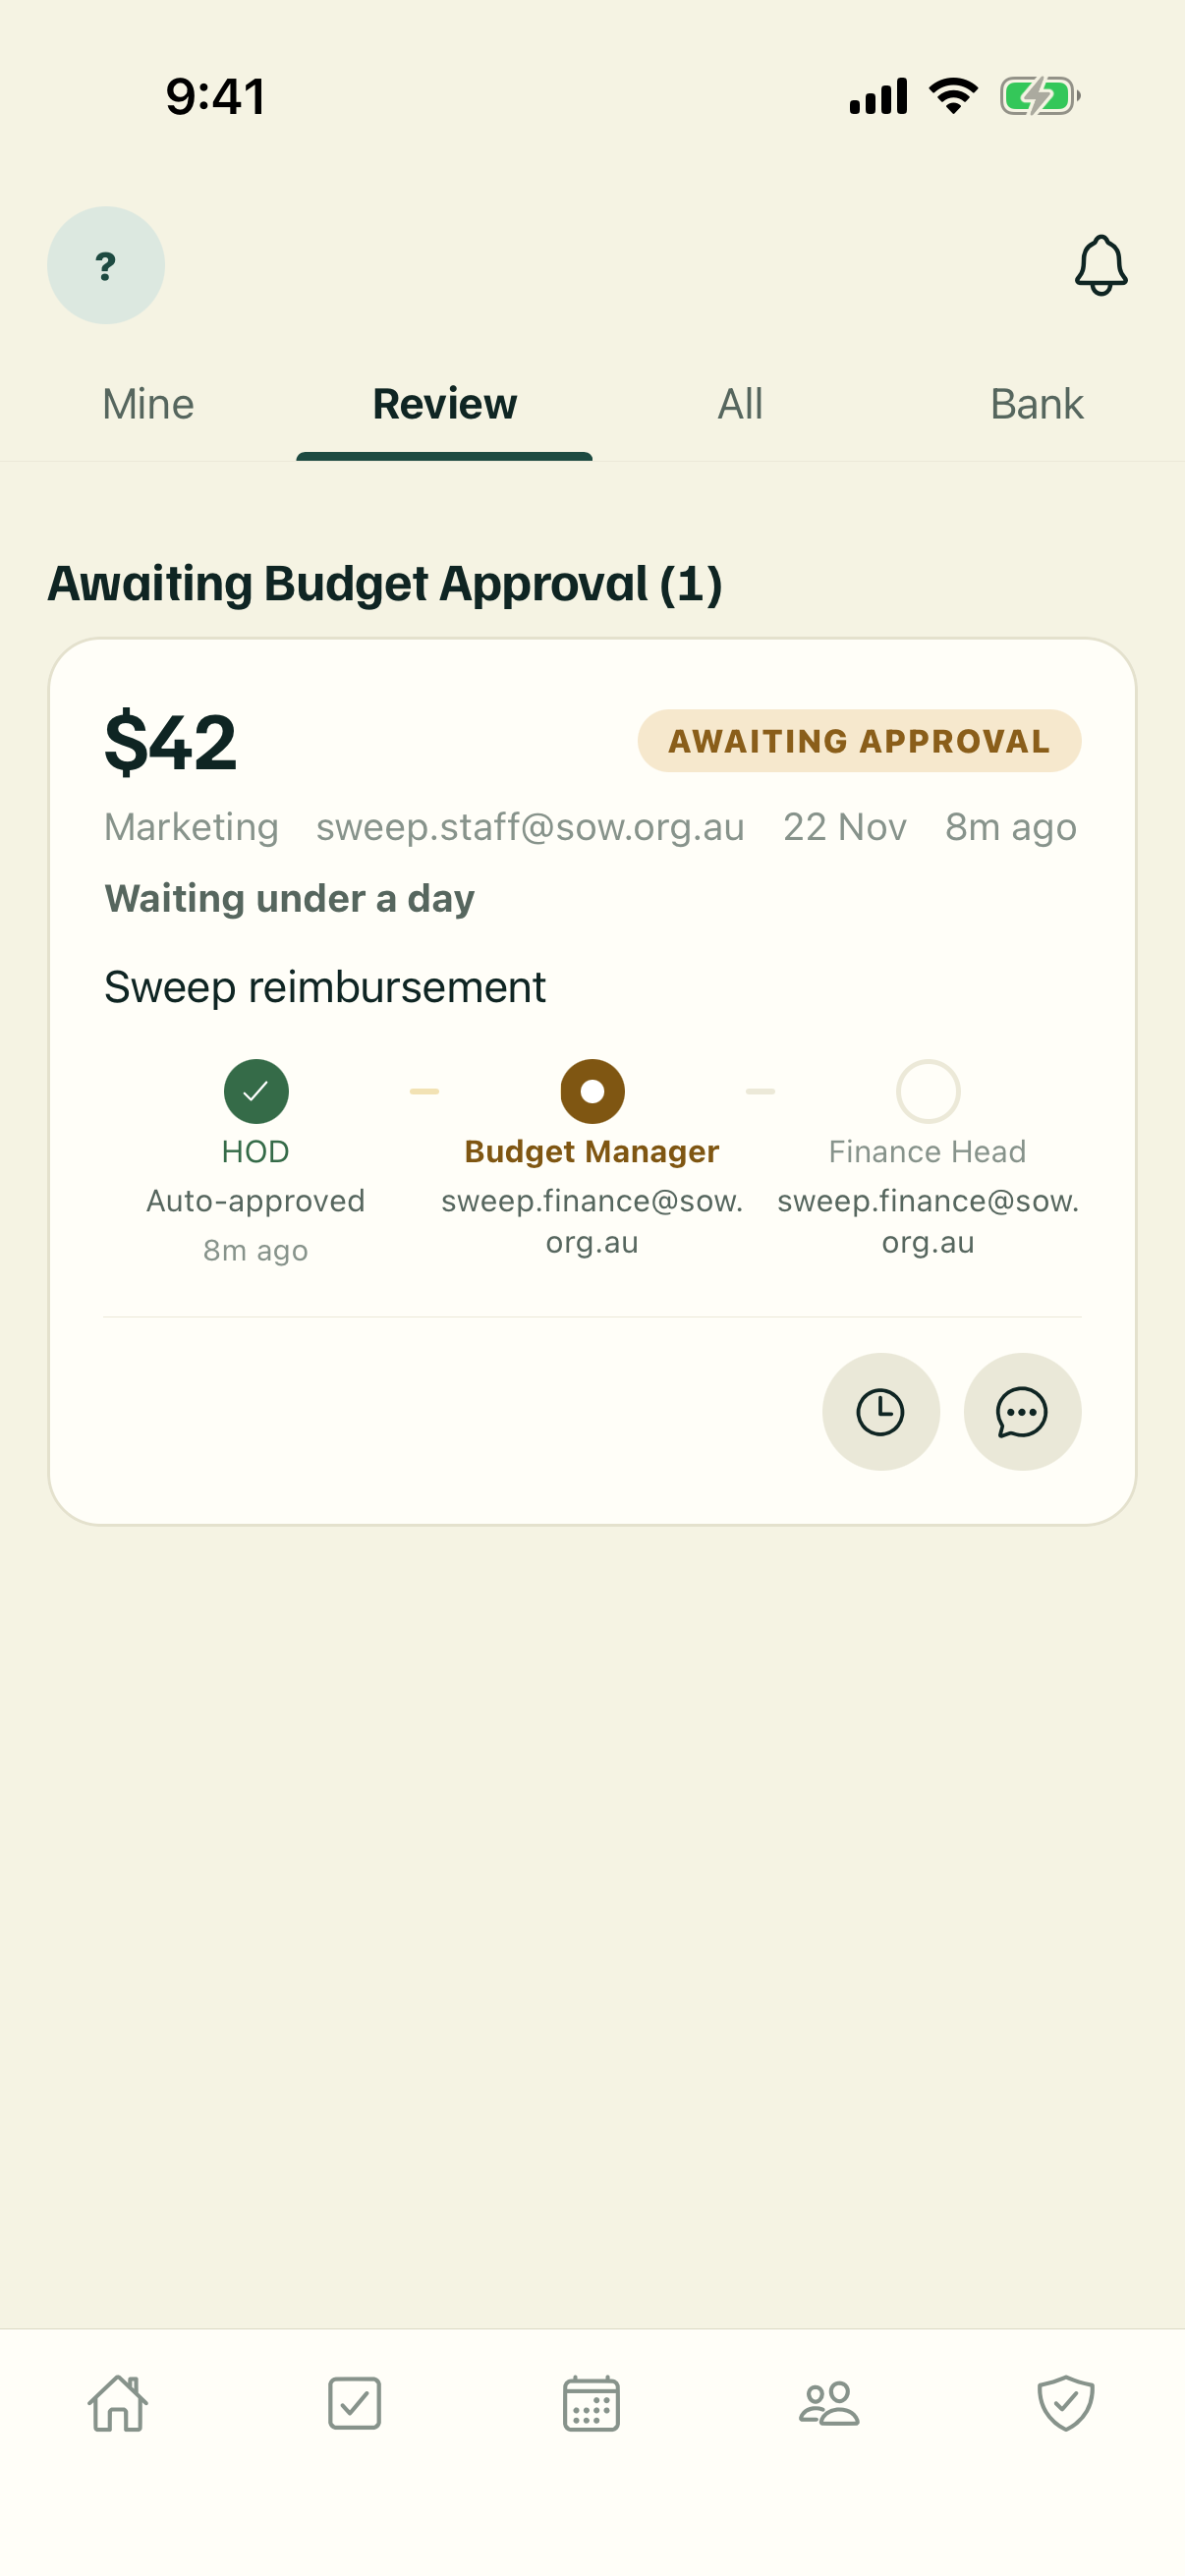 9:41
?
Mine Review All Bank
Awaiting Budget Approval (1)
$42 AWAITING APPROVAL
Marketing sweep.staff@sow.org.au 22 Nov 8m ago
Waiting under a day
Sweep reimbursement
HOD Budget Manager Finance Head
Auto-approved sweep.finance@sow. sweep.finance@sow.
8m ago org.au org.au